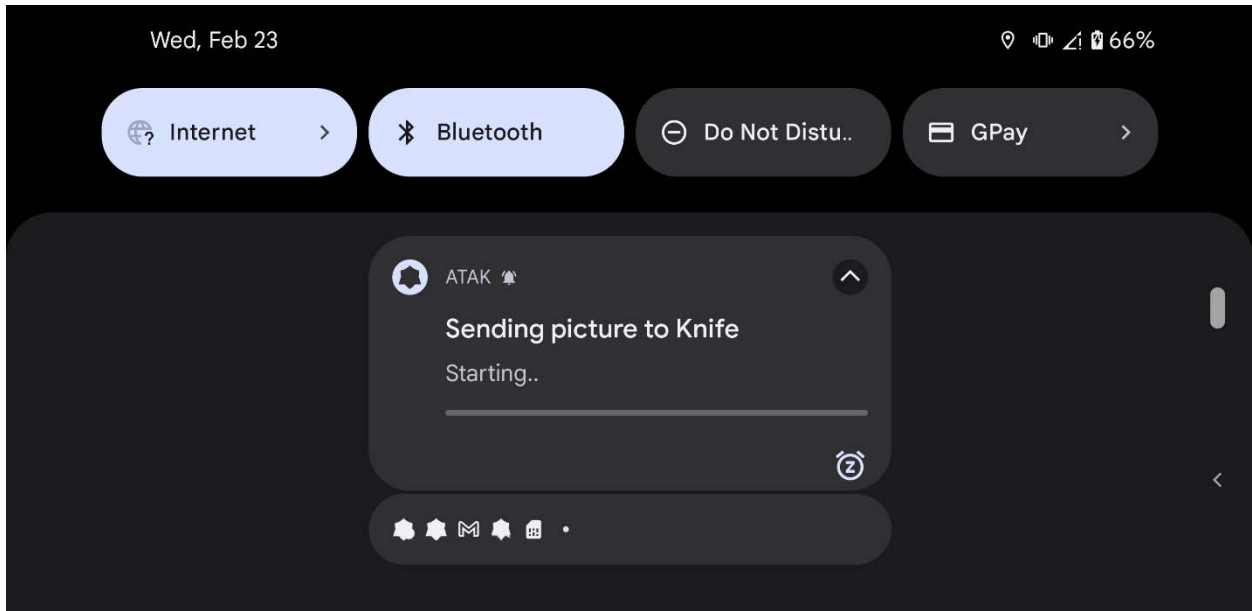 Wed, Feb 23
66%
Internet
Bluetooth
Do Not Distu..
GPay
ATAK
Sending picture to Knife
Starting..